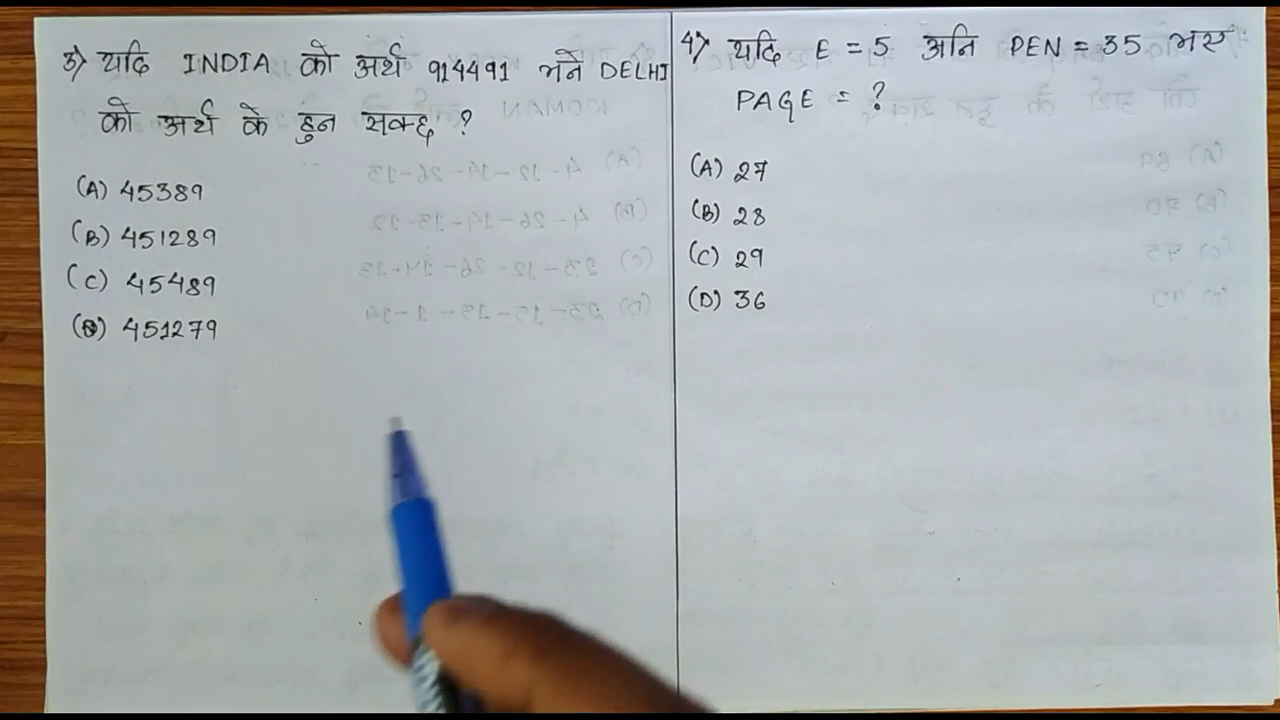 3) यदि INDIA को अर्थ 914491 भने DELHI
को अर्थ के हुन सक्छ ?
(A) 45389
(B) 451289
(C) 45489
(D) 451279
4) यदि E = 5 अनि PEN = 35 भए
PAGE = ?
(A) 27
(B) 28
(C) 29
(D) 36